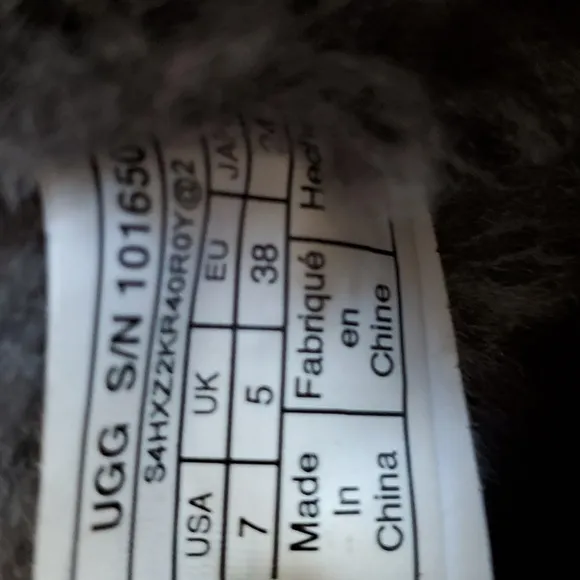 UGG S/N 101650
S4HXZ2KR40R0Y@2
USA UK EU
7 5 38
Made Fabriqué
In en
China Chine